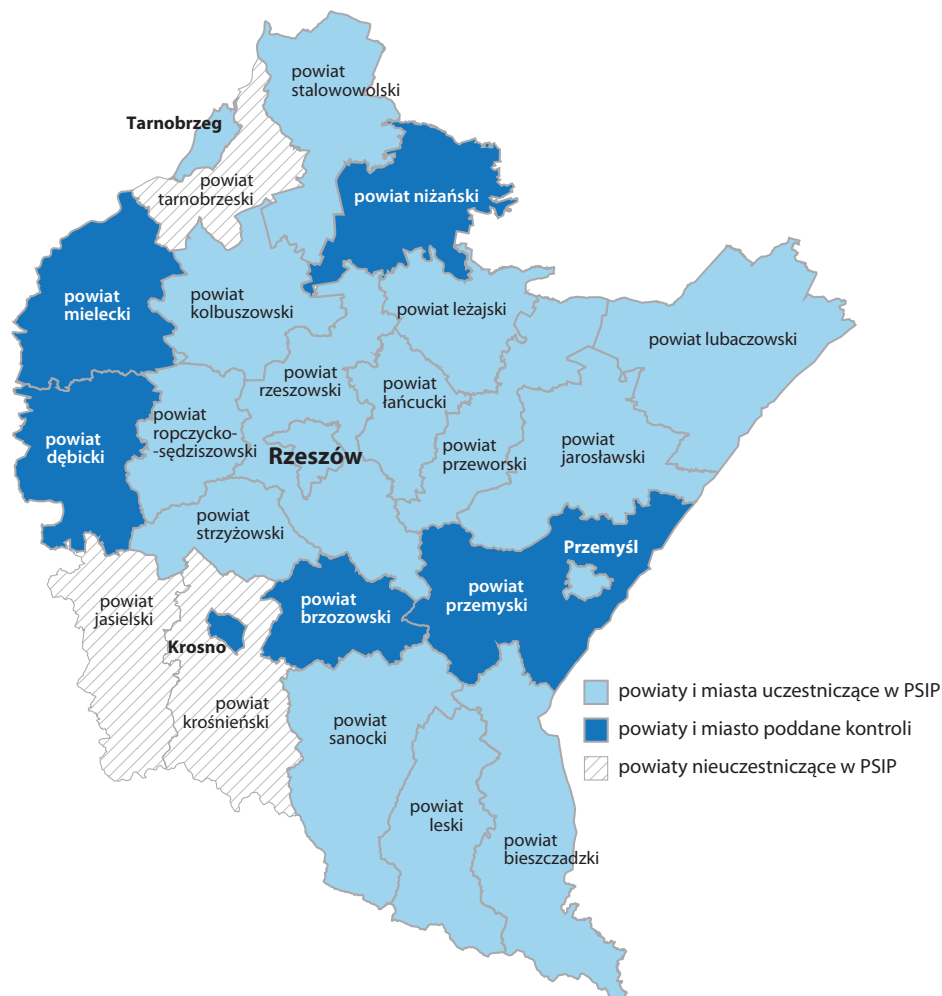 powiat
stalowowolski
Tarnobrzeg
powiat
tarnobrzeski
powiat niżański
powiat
mielecki
powiat
kolbuszowski
powiat leżajski
powiat lubaczowski
powiat
rzeszowski
powiat
łańcucki
powiat
ropczycko-
-sędziszowski
powiat
dębicki
Rzeszów
powiat
przeworski
powiat
jarosławski
powiat
strzyżowski
Przemyśl
powiat
przemyski
powiat
brzozowski
powiat
jasielski
Krosno
powiat
krośnieński
powiat
sanocki
powiat
leski
powiat
bieszczadzki
powiaty i miasta uczestniczące w PSIP
powiaty i miasto poddane kontroli
powiaty nieuczestniczące w PSIP